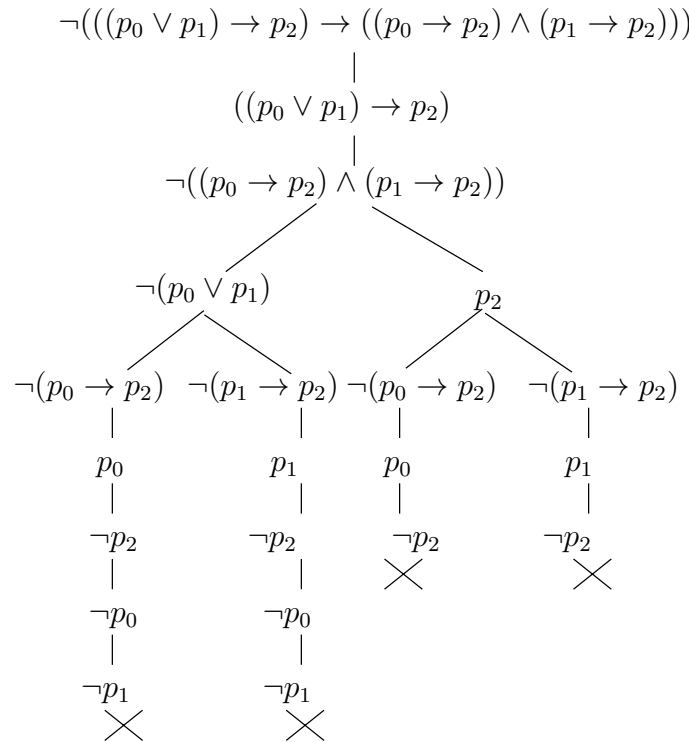 ¬(((p₀ ∨ p₁) → p₂) → ((p₀ → p₂) ∧ (p₁ → p₂)))
((p₀ ∨ p₁) → p₂)
¬((p₀ → p₂) ∧ (p₁ → p₂))
¬(p₀ ∨ p₁) p₂
¬(p₀ → p₂) ¬(p₁ → p₂) ¬(p₀ → p₂) ¬(p₁ → p₂)
p₀ p₁ p₀ p₁
¬p₂ ¬p₂ ¬p₂ ¬p₂
¬p₀ ¬p₀
¬p₁ ¬p₁